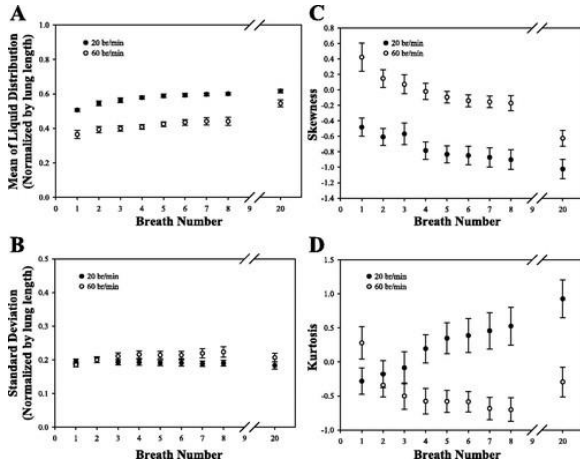 A
1.0
20 br/min
60 br/min
0.8
0.6
0.4
0.2
0.0
Mean of Liquid Distribution
(Normalized by lung length)
0 1 2 3 4 5 6 7 8 9 20
Breath Number
C
0.8
0.6
0.4
0.2
0.0
-0.2
-0.4
-0.6
-0.8
-1.0
-1.2
-1.4
20 br/min
60 br/min
Skewness
0 1 2 3 4 5 6 7 8 9 20
Breath Number
B
0.5
20 br/min
60 br/min
0.4
0.3
0.2
0.1
0.0
Standard Deviation
(Normalized by lung length)
0 1 2 3 4 5 6 7 8 9 20
Breath Number
D
1.5
20 br/min
60 br/min
1.0
0.5
0.0
-0.5
-1.0
Kurtosis
0 1 2 3 4 5 6 7 8 9 20
Breath Number